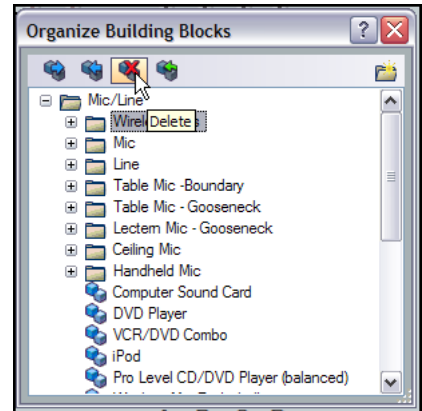 Organize Building Blocks
Mic/Line
Delete
Mic
Line
Table Mic -Boundary
Table Mic - Gooseneck
Lectern Mic - Gooseneck
Ceiling Mic
Handheld Mic
Computer Sound Card
DVD Player
VCR/DVD Combo
iPod
Pro Level CD/DVD Player (balanced)